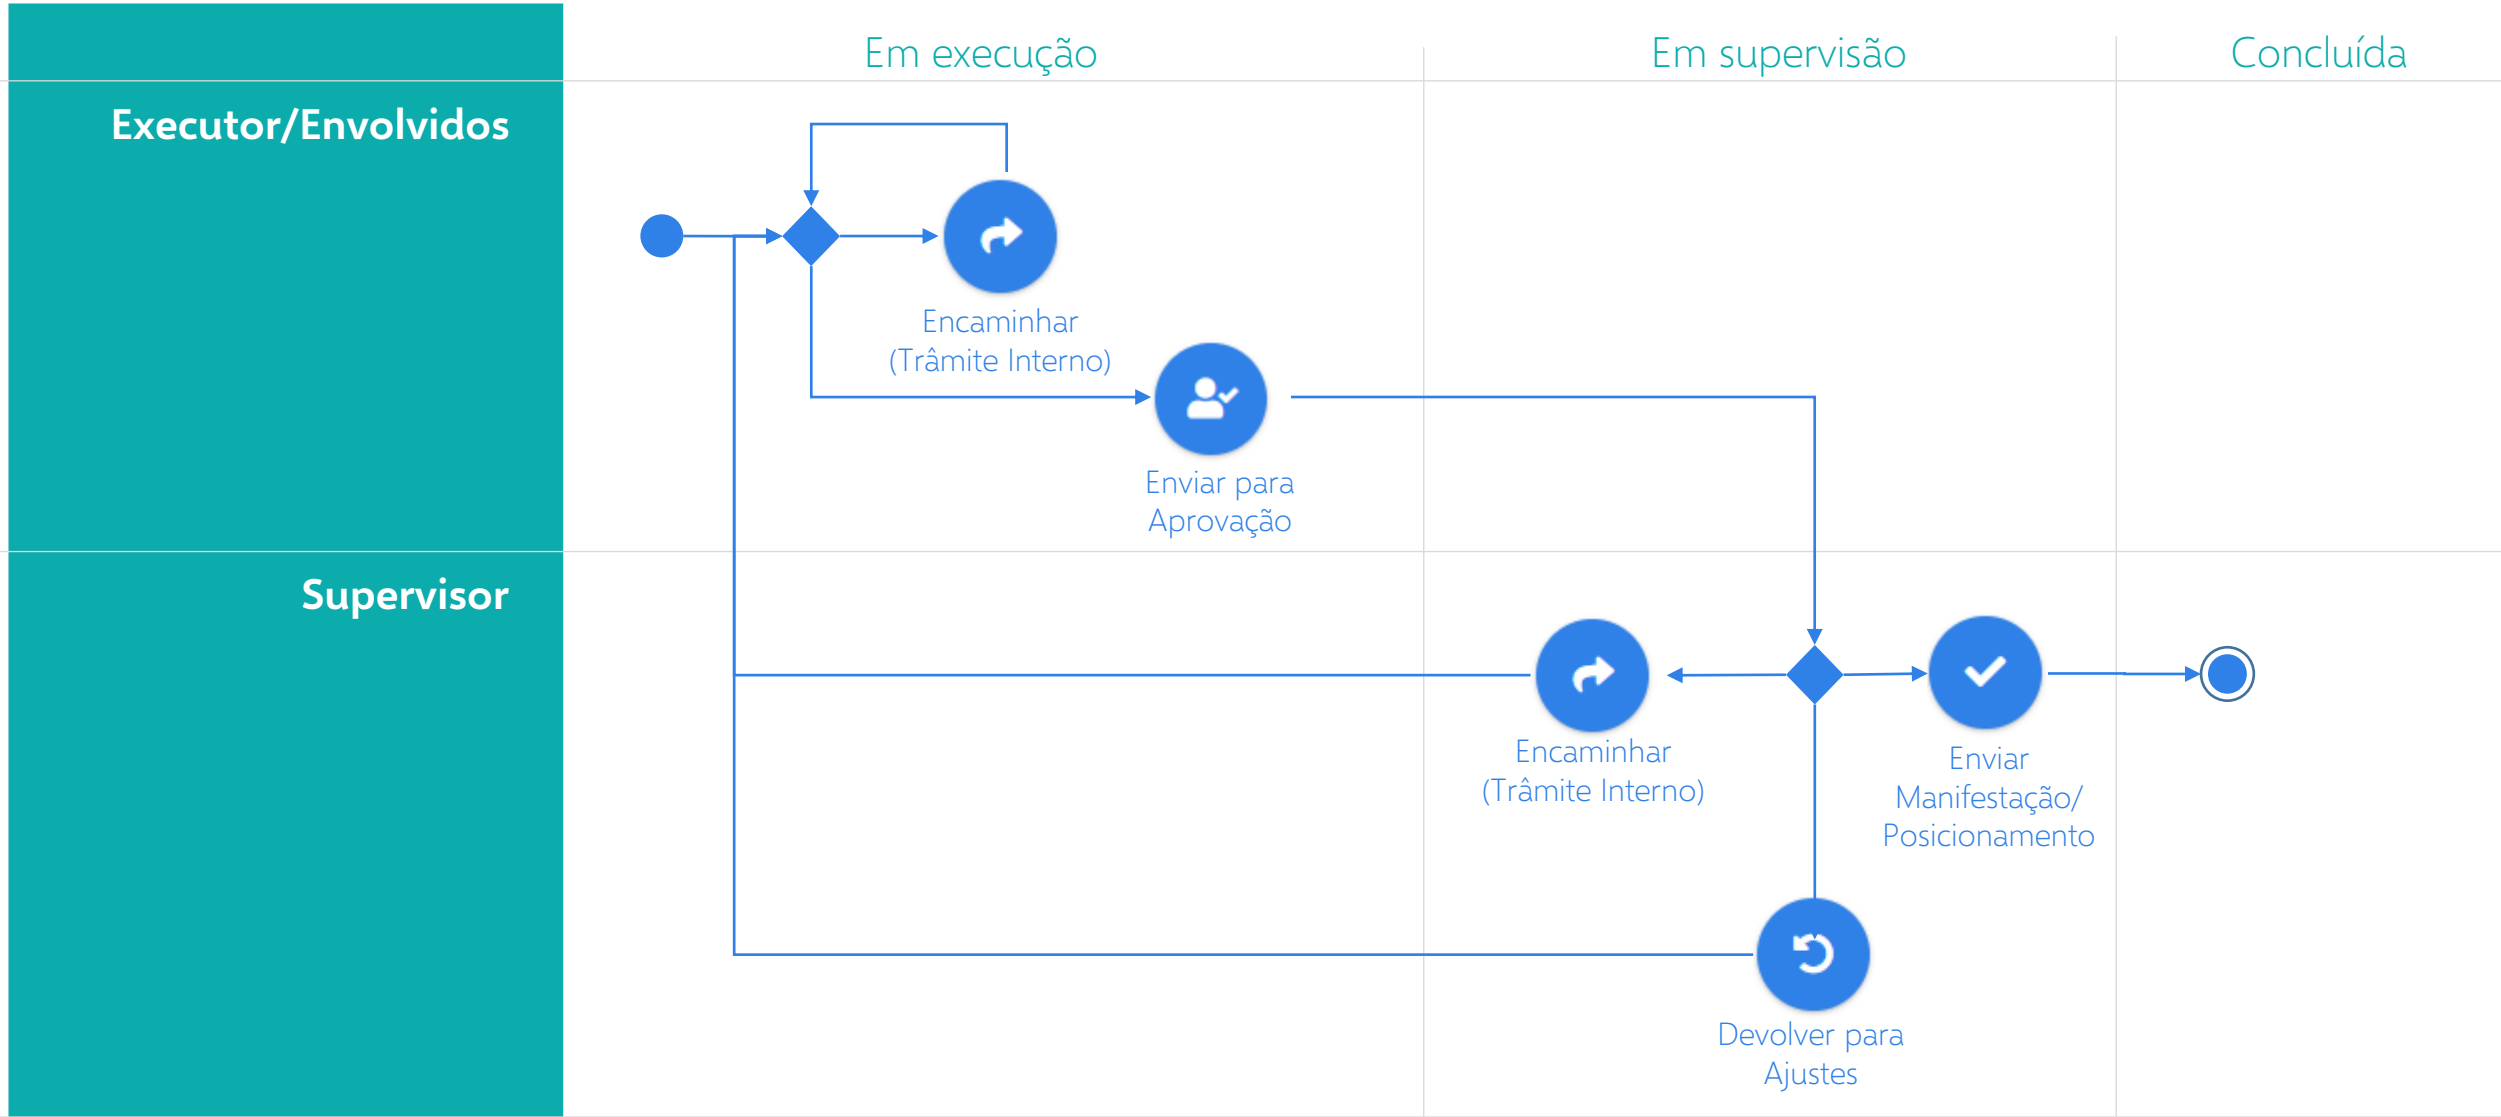 Em execução
Em supervisão
Concluída
Executor/Envolvidos
Encaminhar
(Trâmite Interno)
Enviar para
Aprovação
Supervisor
Encaminhar
(Trâmite Interno)
Enviar
Manifestação/
Posicionamento
Devolver para
Ajustes